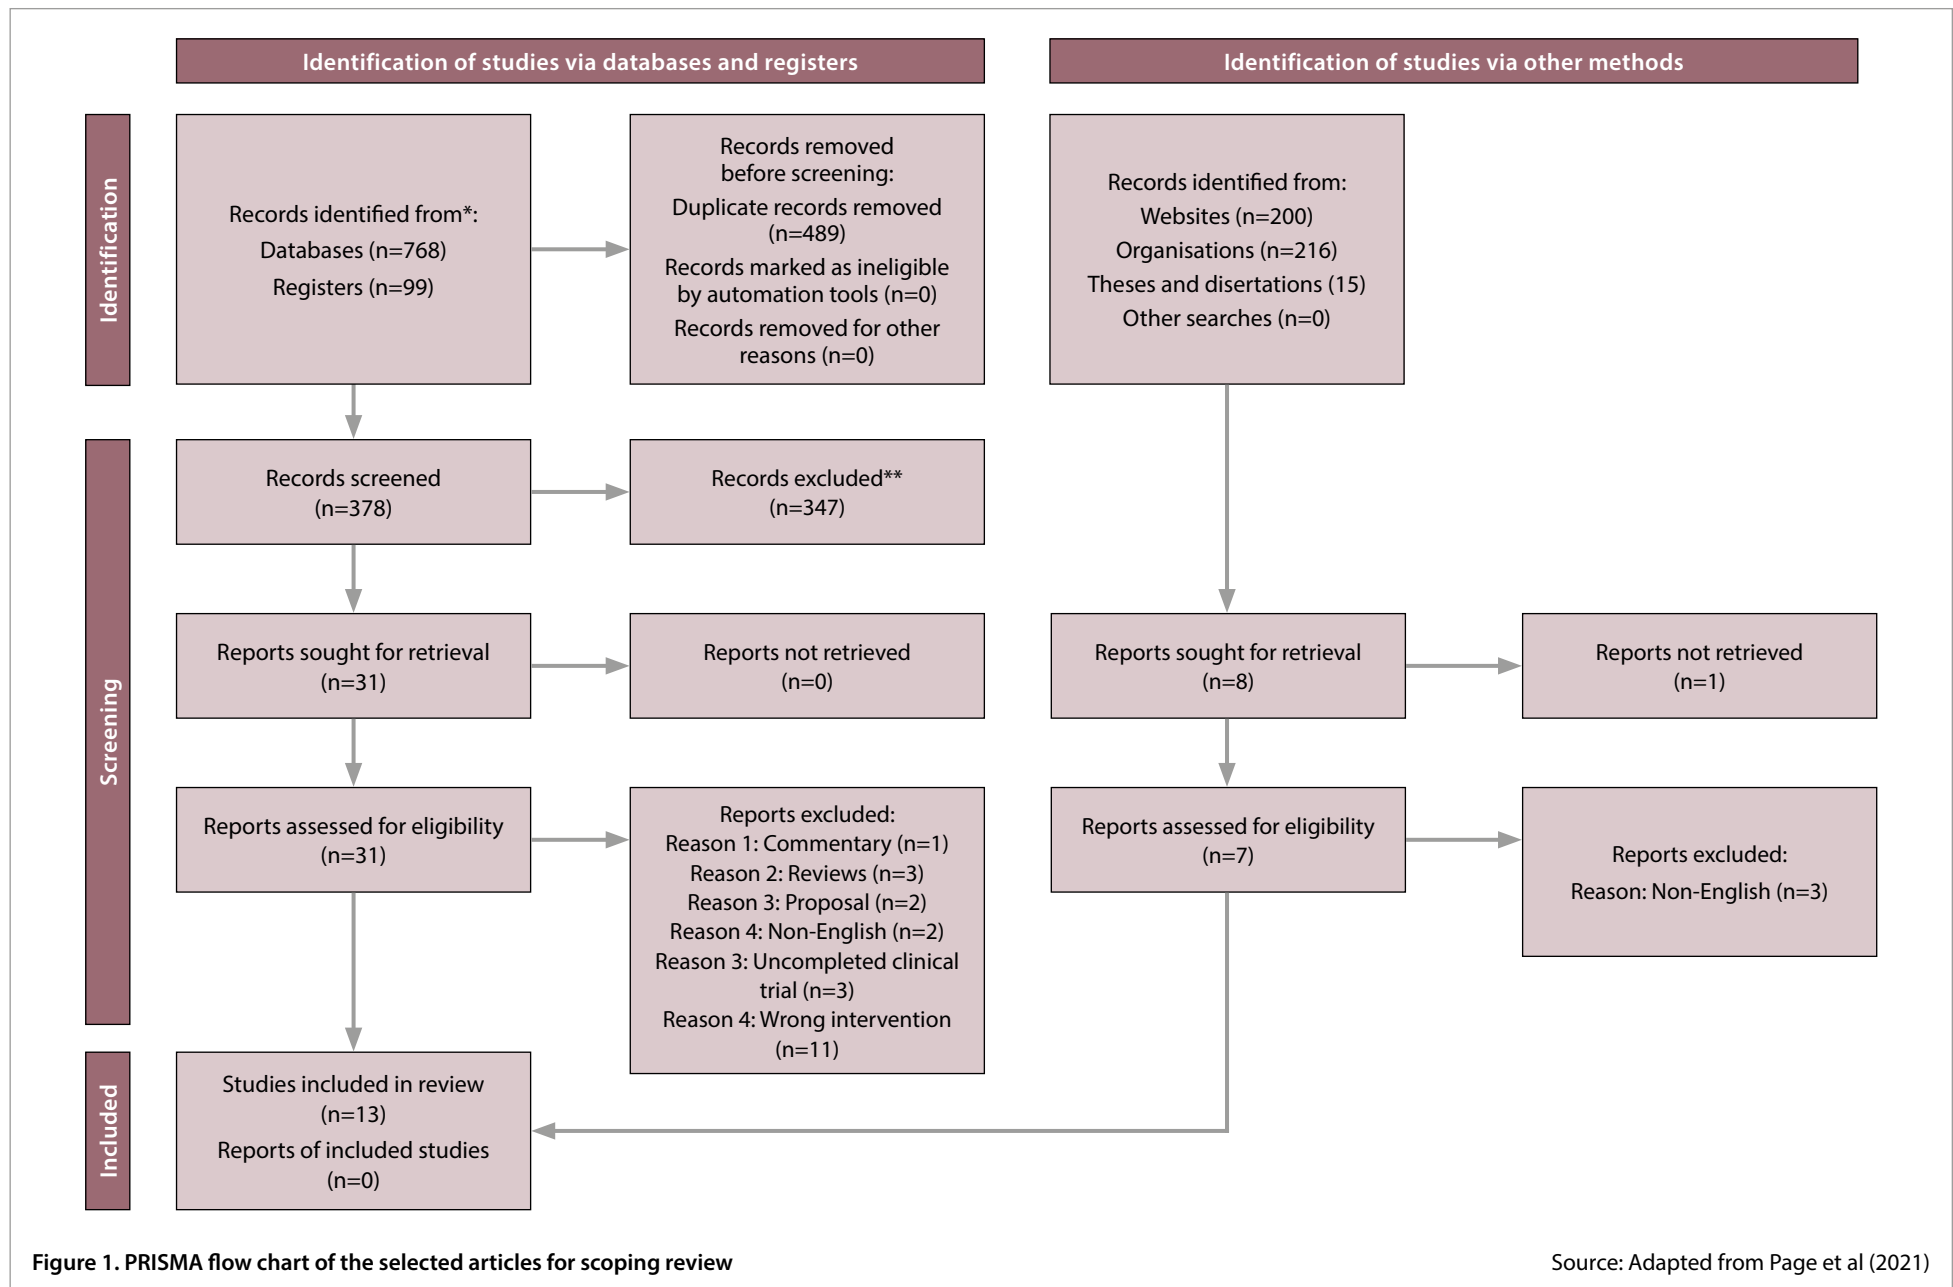 Identification of studies via databases and registers
Identification of studies via other methods
Identification
Records identified from*:
Databases (n=768)
Registers (n=99)
Records removed
before screening:
Duplicate records removed
(n=489)
Records marked as ineligible
by automation tools (n=0)
Records removed for other
reasons (n=0)
Records identified from:
Websites (n=200)
Organisations (n=216)
Theses and disertations (15)
Other searches (n=0)
Screening
Records screened
(n=378)
Records excluded**
(n=347)
Reports sought for retrieval
(n=31)
Reports not retrieved
(n=0)
Reports sought for retrieval
(n=8)
Reports not retrieved
(n=1)
Reports assessed for eligibility
(n=31)
Reports excluded:
Reason 1: Commentary (n=1)
Reason 2: Reviews (n=3)
Reason 3: Proposal (n=2)
Reason 4: Non-English (n=2)
Reason 3: Uncompleted clinical
trial (n=3)
Reason 4: Wrong intervention
(n=11)
Reports assessed for eligibility
(n=7)
Reports excluded:
Reason: Non-English (n=3)
Included
Studies included in review
(n=13)
Reports of included studies
(n=0)
Figure 1. PRISMA flow chart of the selected articles for scoping review
Source: Adapted from Page et al (2021)